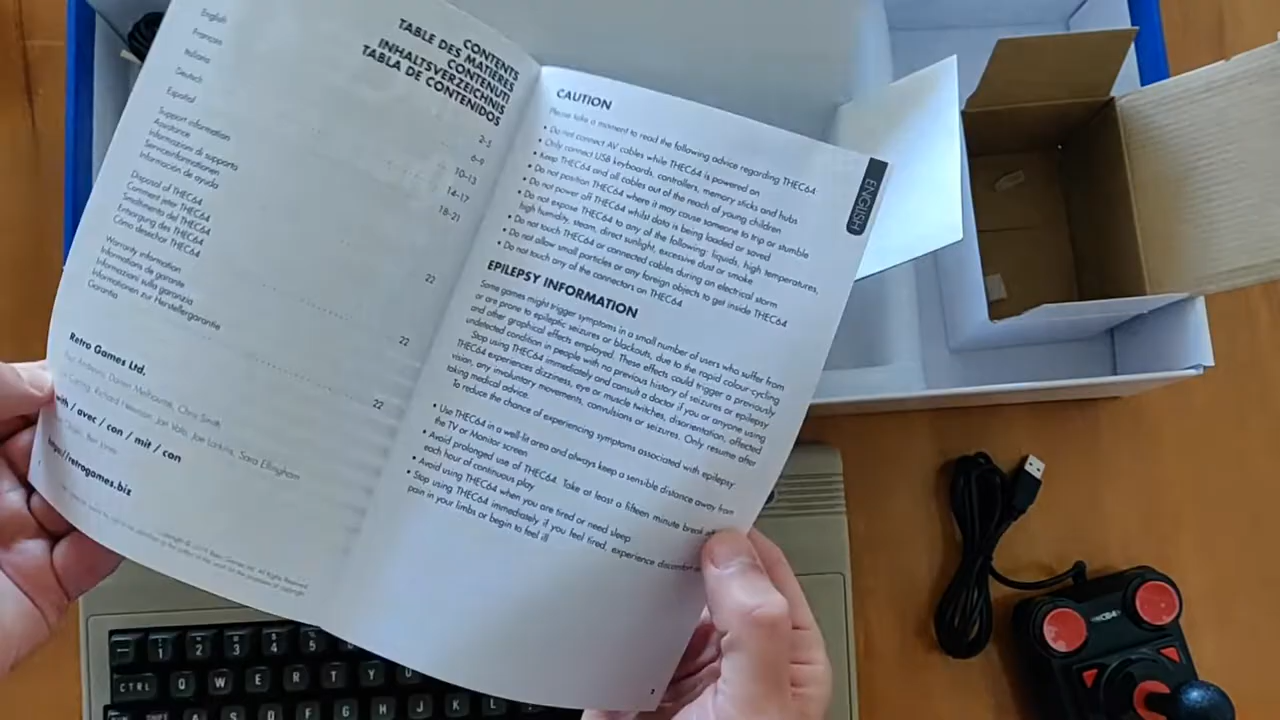 CONTENTS
TABLE DES MATIÈRES
CONTENUTI
INHALTSVERZEICHNIS
TABLA DE CONTENIDOS
English
2-5
Français
6-9
Italiano
10-13
Deutsch
14-17
Español
18-21
Support information
Assistance
Informazioni di supporto
Serviceinformationen
Información de ayuda
22
Disposal of THEC64
Comment jeter THEC64
Smaltimento del THEC64
Entsorgung des THEC64
Cómo desechar THEC64
22
Warranty information
Informations de garantie
Informazioni sulla garanzia
Informationen zur Herstellergarantie
Garantía
22
Retro Games Ltd.
Darren Melbourne, Chris Smith
with / avec / con / mit / con
retrogames.biz
CAUTION
Please take a moment to read the following advice regarding THEC64
• Do not connect AV cables while THEC64 is powered on
• Only connect USB keyboards, controllers, memory sticks and hubs
• Keep THEC64 and all cables out of the reach of young children
• Do not position THEC64 where it may cause someone to trip or stumble
• Do not power off THEC64 whilst data is being loaded or saved
• Do not expose THEC64 to any of the following: liquids, high temperatures,
high humidity, steam, direct sunlight, excessive dust or smoke
• Do not touch THEC64 or connected cables during an electrical storm
• Do not allow small particles or any foreign objects to get inside THEC64
• Do not touch any of the connectors on THEC64
EPILEPSY INFORMATION
Some games might trigger symptoms in a small number of users who suffer from
or are prone to epileptic seizures or blackouts, due to the rapid colour-cycling
and other graphical effects employed. These effects could trigger a previously
undetected condition in people with no previous history of seizures or epilepsy
Stop using THEC64 immediately and consult a doctor if you or anyone using
THEC64 experiences dizziness, eye or muscle twitches, disorientation, affected
vision, any involuntary movements, convulsions or seizures. Only resume after
taking medical advice.
To reduce the chance of experiencing symptoms associated with epilepsy
• Use THEC64 in a well-lit area and always keep a sensible distance away from
the TV or Monitor screen
• Avoid prolonged use of THEC64. Take at least a fifteen minute break
each hour of continuous play
• Avoid using THEC64 when you are tired or need sleep
• Stop using THEC64 immediately if you feel tired, experience discomfort
pain in your limbs or begin to feel ill
ENGLISH
1 2 3 4 5
CTRL Q W E R T Y
A S D F G H J K L